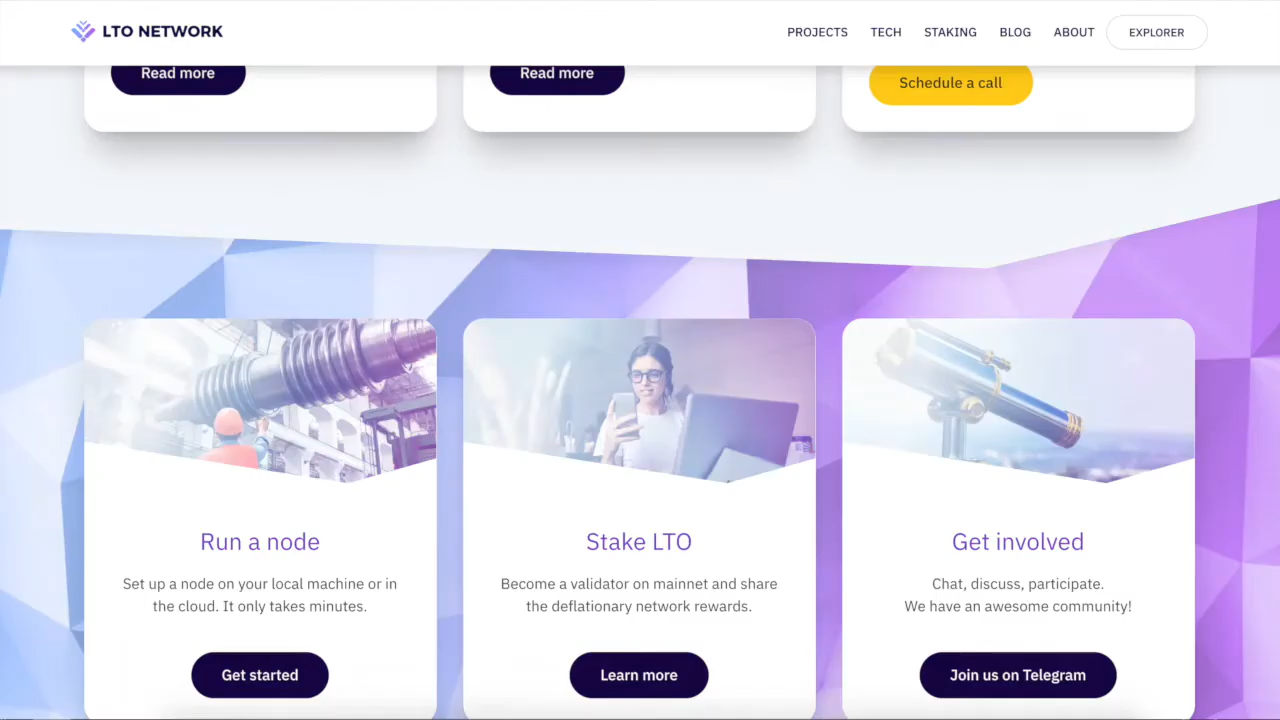 LTO NETWORK
PROJECTS TECH STAKING BLOG ABOUT EXPLORER
Read more
Read more
Schedule a call
Run a node
Set up a node on your local machine or in
the cloud. It only takes minutes.
Get started
Stake LTO
Become a validator on mainnet and share
the deflationary network rewards.
Learn more
Get involved
Chat, discuss, participate.
We have an awesome community!
Join us on Telegram